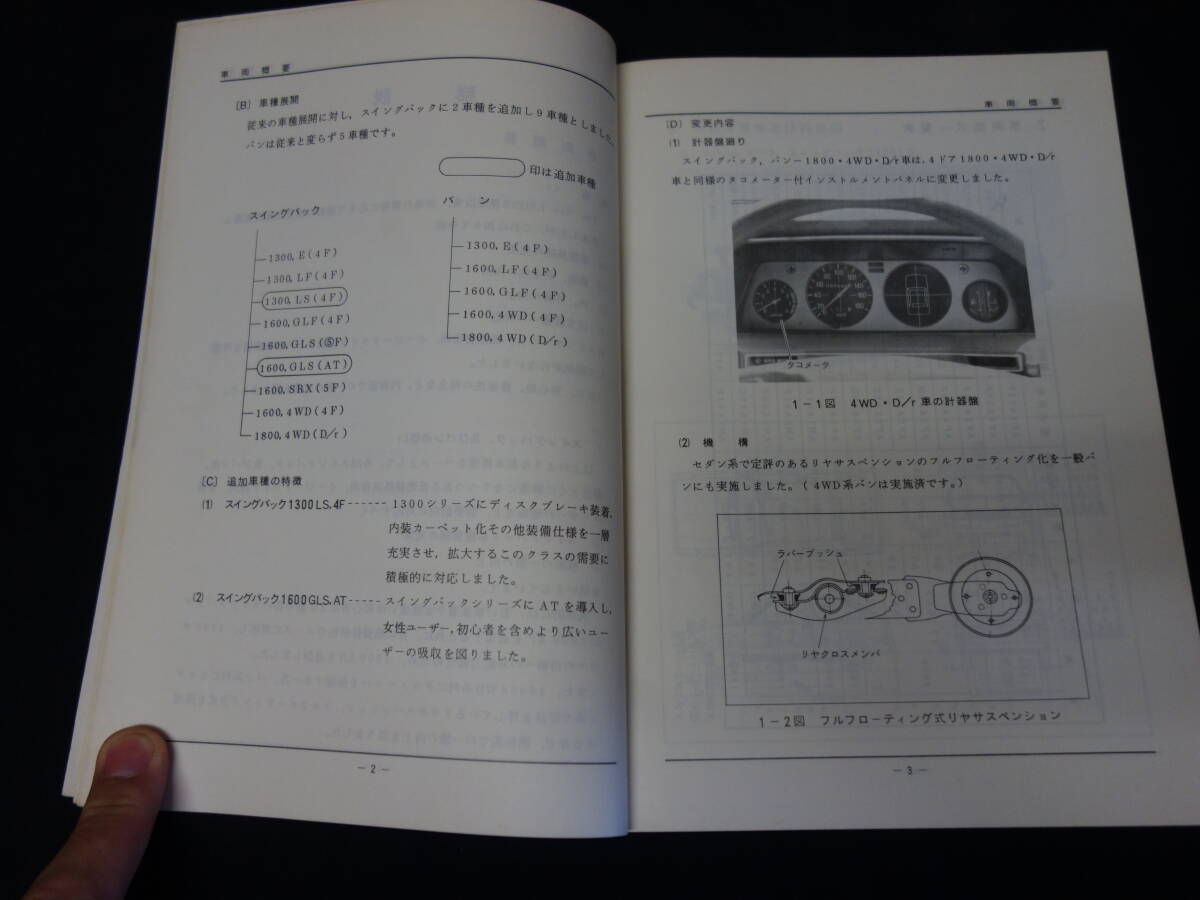 車両概要
〔B〕車種展開
従来の車種展開に対し，スイングバックに2車種を追加し9車種としました。
バンは従来と変らず5車種です。
印は追加車種
スイングバック
1300,E(4F)
1300,LF(4F)
1300,LS(4F)
1600,GLF(4F)
1600,GLS(⑤F)
1600,GLS(AT)
1600,SRX(5F)
1600,4WD(4F)
1800,4WD(D/r)
バン
1300,E(4F)
1600,LF(4F)
1600,GLF(4F)
1600,4WD(4F)
1800,4WD(D/r)
〔C〕追加車種の特徴
(1) スイングバック1300LS,4F------1300シリーズにディスクブレーキ装着，
内装カーペット化その他装備仕様を一層
充実させ，拡大するこのクラスの需要に
積極的に対応しました。
(2) スイングバック1600GLS,AT-----スイングバックシリーズにATを導入し，
女性ユーザー，初心者を含めより広いユー
ザーの吸収を図りました。
－2－
車両概要
〔D〕変更内容
(1) 計器盤廻り
スイングバック，バン－1800・4WD・D/r車は，4ドア1800・4WD・D/r
車と同様のタコメーター付インストルメントパネルに変更しました。
タコメータ
1－1図 4WD・D/r車の計器盤
(2) 機構
セダン系で定評のあるリヤサスペンションのフルフローティング化を一般バ
ンにも実施しました。(4WD系バンは実施済です。)
ラバーブッシュ
リヤクロスメンバ
1－2図 フルフローティング式リヤサスペンション
－3－